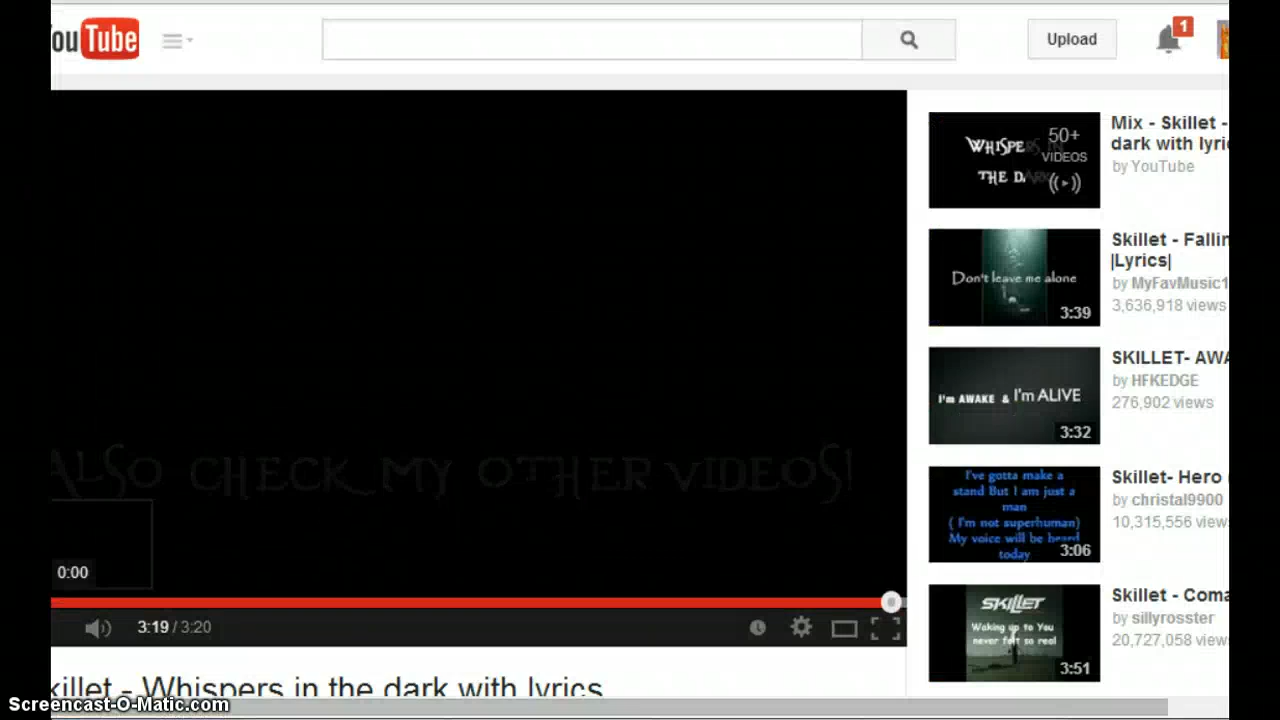 ouTube
Upload
1
WHISPE
THE DARK
50+
VIDEOS
Mix - Skillet -
dark with lyri
by YouTube
Don't leave me alone
3:39
Skillet - Fallin
|Lyrics|
by MyFavMusic1
3,636,918 views
I'm AWAKE & I'm ALIVE
3:32
SKILLET- AWA
by HFKEDGE
276,902 views
I've gotta make a
stand But I am just a
man
( I'm not superhuman)
My voice will be heard
today
3:06
Skillet- Hero
by christal9900
10,315,556 views
SKILLET
Waking up to You
never felt so real
3:51
Skillet - Coma
by sillyrosster
20,727,058 views
ALSO CHECK MY OTHER VIDEOS!
0:00
3:19 / 3:20
killet - Whispers in the dark with lyrics
Screencast-O-Matic.com